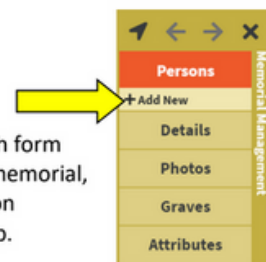 Persons
+ Add New
Details
Photos
Graves
Attributes
Memorial Management
form
memorial,
on